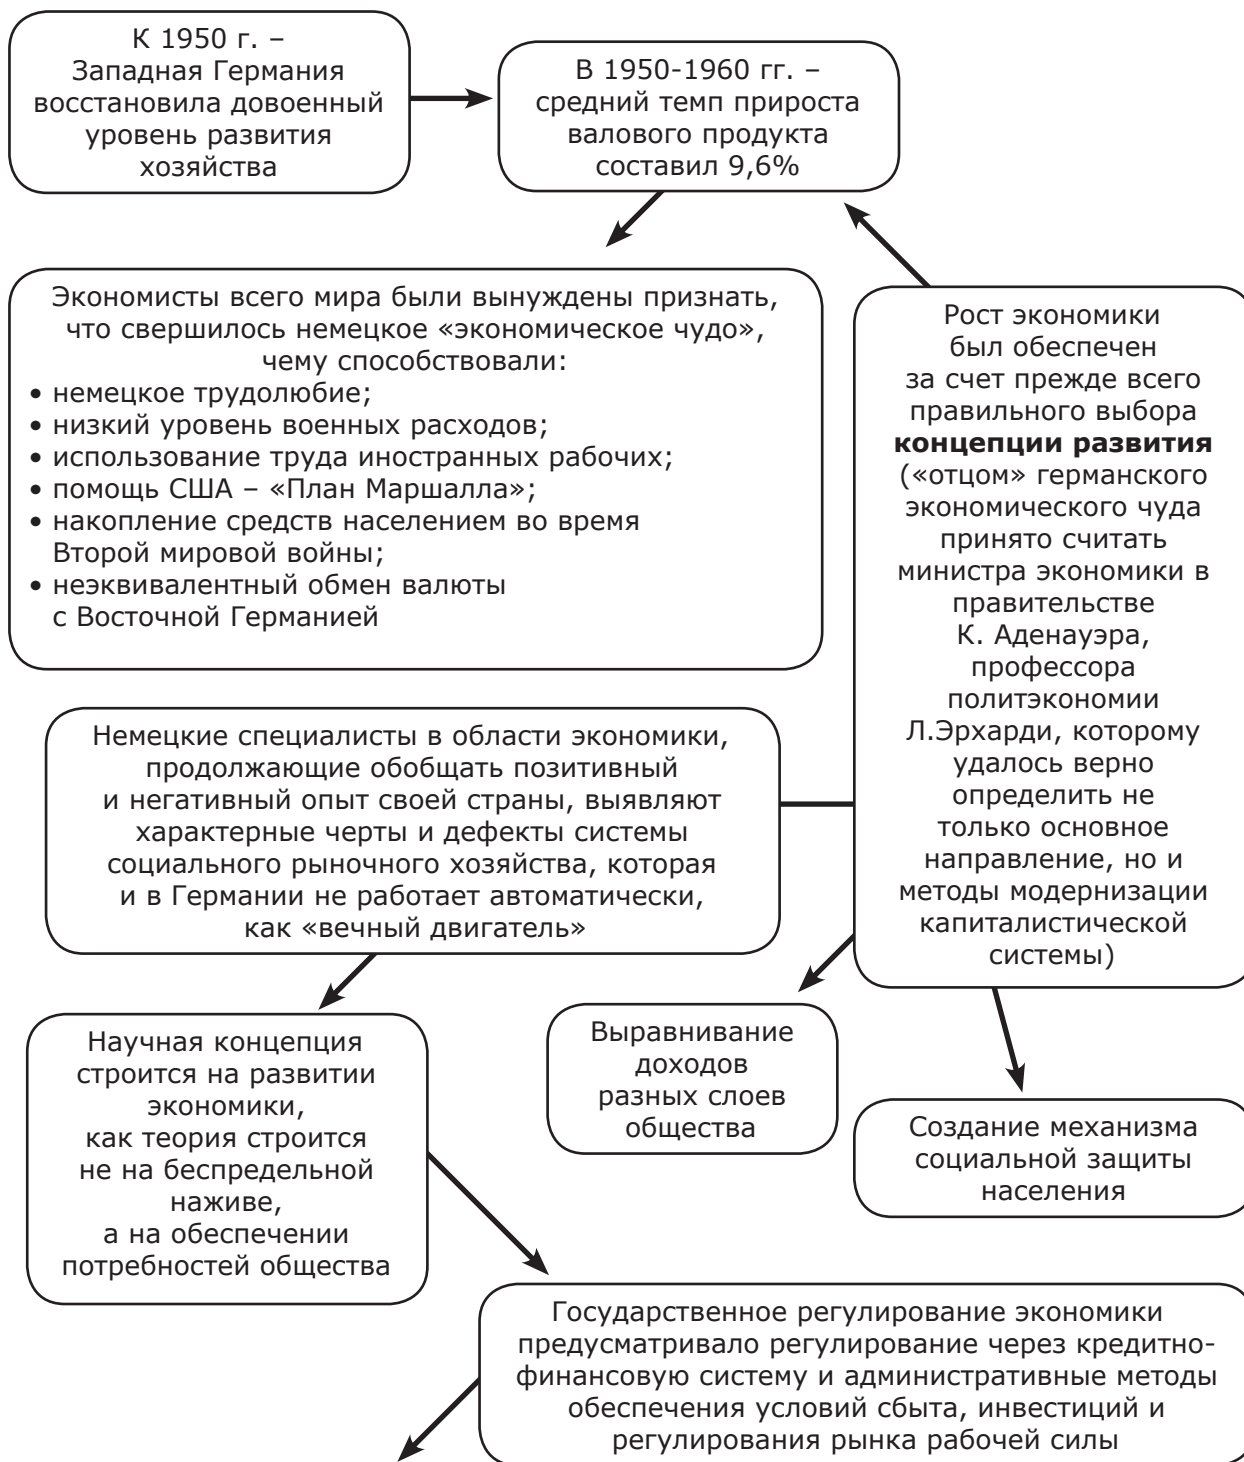 К 1950 г. –
Западная Германия
восстановила довоенный
уровень развития
хозяйства
В 1950-1960 гг. –
средний темп прироста
валового продукта
составил 9,6%
Экономисты всего мира были вынуждены признать,
что свершилось немецкое «экономическое чудо»,
чему способствовали:
• немецкое трудолюбие;
• низкий уровень военных расходов;
• использование труда иностранных рабочих;
• помощь США – «План Маршалла»;
• накопление средств населением во время
Второй мировой войны;
• неэквивалентный обмен валюты
с Восточной Германией
Рост экономики
был обеспечен
за счет прежде всего
правильного выбора
концепции развития
(«отцом» германского
экономического чуда
принято считать
министра экономики в
правительстве
К. Аденауэра,
профессора
политэкономии
Л.Эрхарди, которому
удалось верно
определить не
только основное
направление, но и
методы модернизации
капиталистической
системы)
Немецкие специалисты в области экономики,
продолжающие обобщать позитивный
и негативный опыт своей страны, выявляют
характерные черты и дефекты системы
социального рыночного хозяйства, которая
и в Германии не работает автоматически,
как «вечный двигатель»
Научная концепция
строится на развитии
экономики,
как теория строится
не на беспредельной
наживе,
а на обеспечении
потребностей общества
Выравнивание
доходов
разных слоев
общества
Создание механизма
социальной защиты
населения
Государственное регулирование экономики
предусматривало регулирование через кредитно-
финансовую систему и административные методы
обеспечения условий сбыта, инвестиций и
регулирования рынка рабочей силы